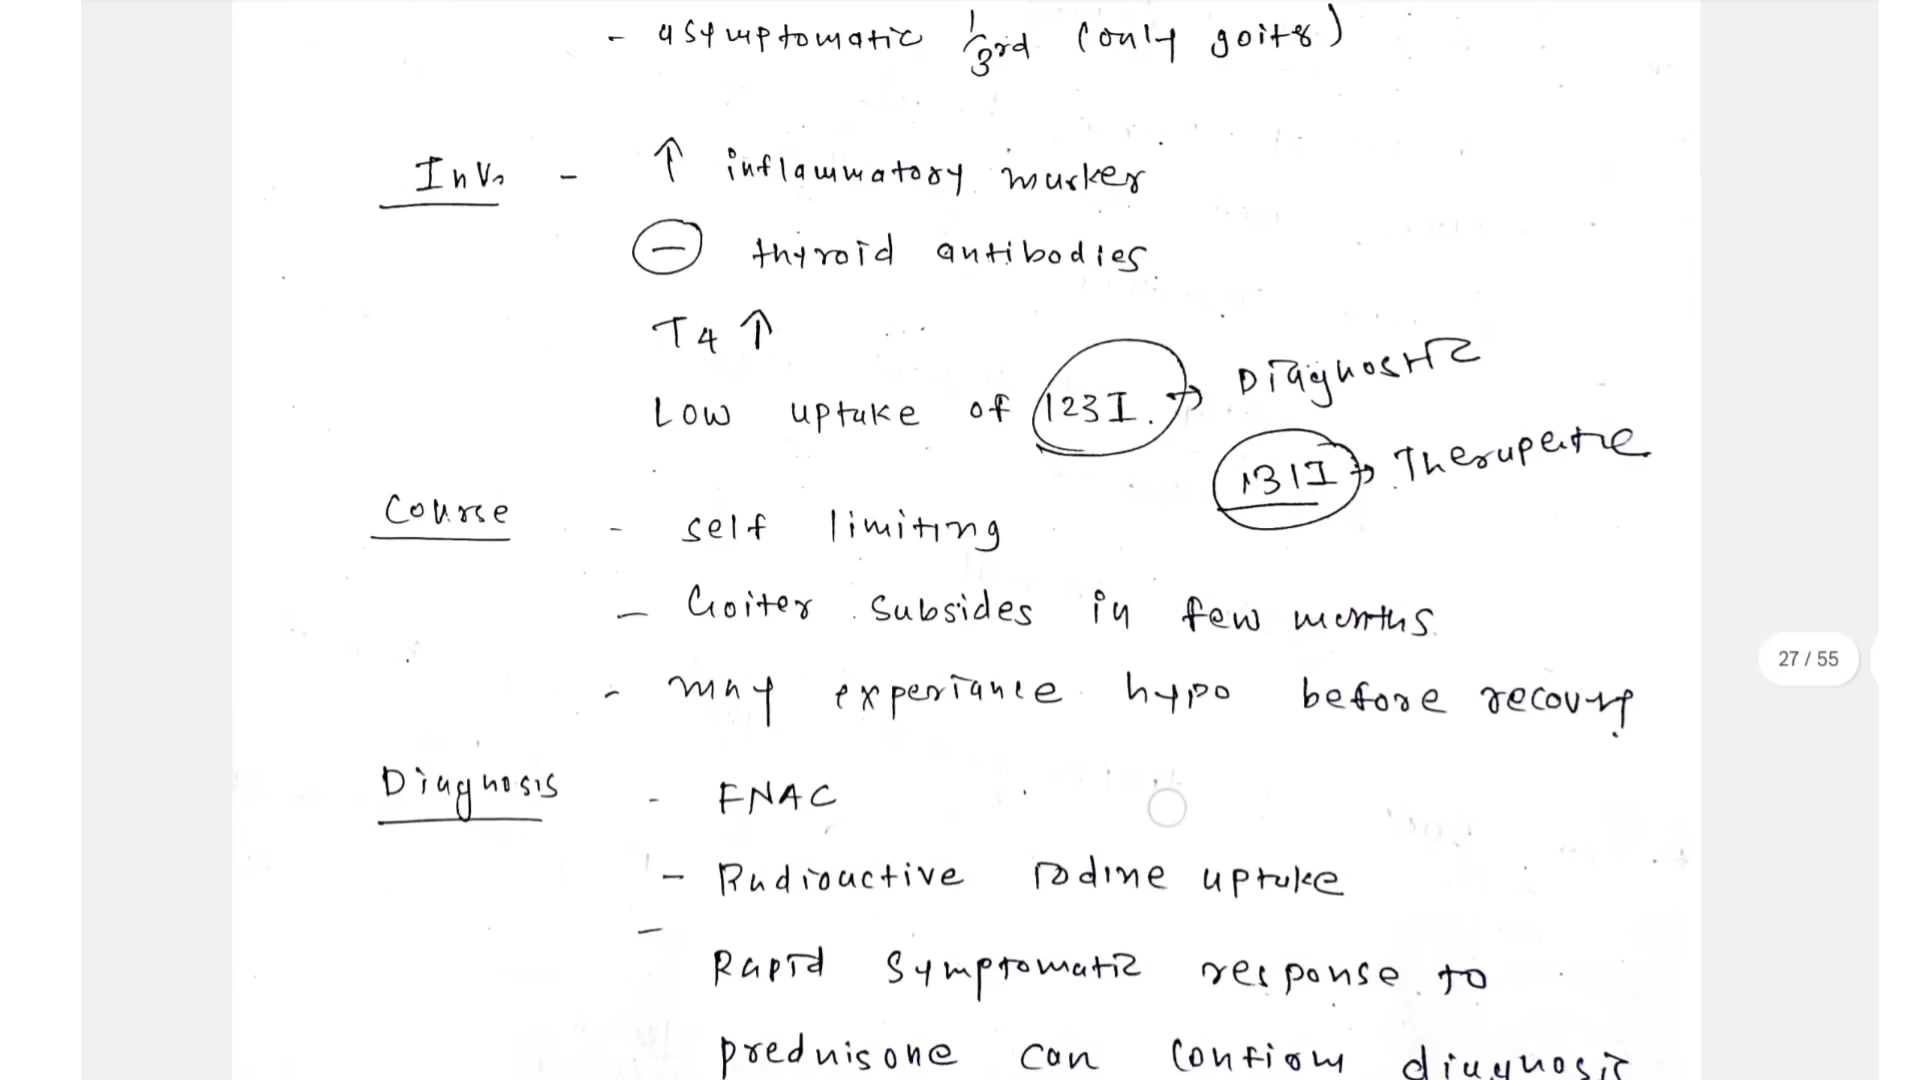 - asymptomatic 1/3rd (only goiter)
Inv. - ↑ inflammatory marker
⊖ thyroid antibodies
T4 ↑
Low uptake of 123I. → Diagnostic
131I → Therupeutic
Course - self limiting
- Goiter subsides in few months.
- may experiance hypo before recovery
Diagnosis - FNAC
- Radioactive Iodine uptake
- Rapid Symptomatic response to
prednisone can confirm diagnosis
27 / 55